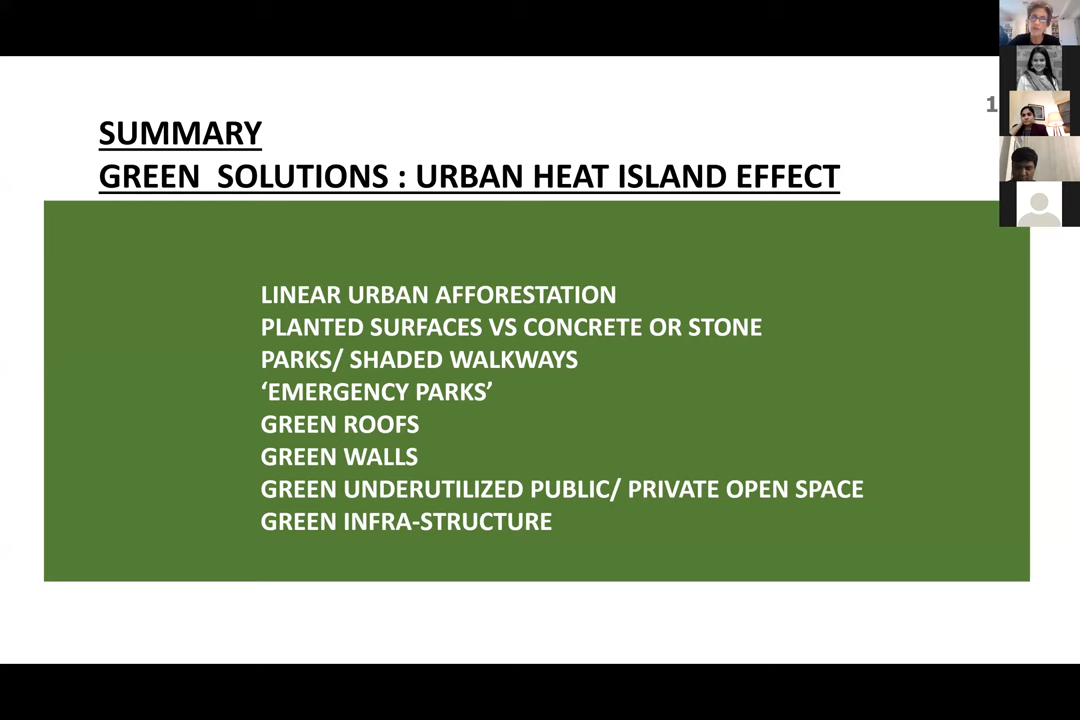 SUMMARY
GREEN SOLUTIONS : URBAN HEAT ISLAND EFFECT
1
LINEAR URBAN AFFORESTATION
PLANTED SURFACES VS CONCRETE OR STONE
PARKS/ SHADED WALKWAYS
‘EMERGENCY PARKS’
GREEN ROOFS
GREEN WALLS
GREEN UNDERUTILIZED PUBLIC/ PRIVATE OPEN SPACE
GREEN INFRA-STRUCTURE